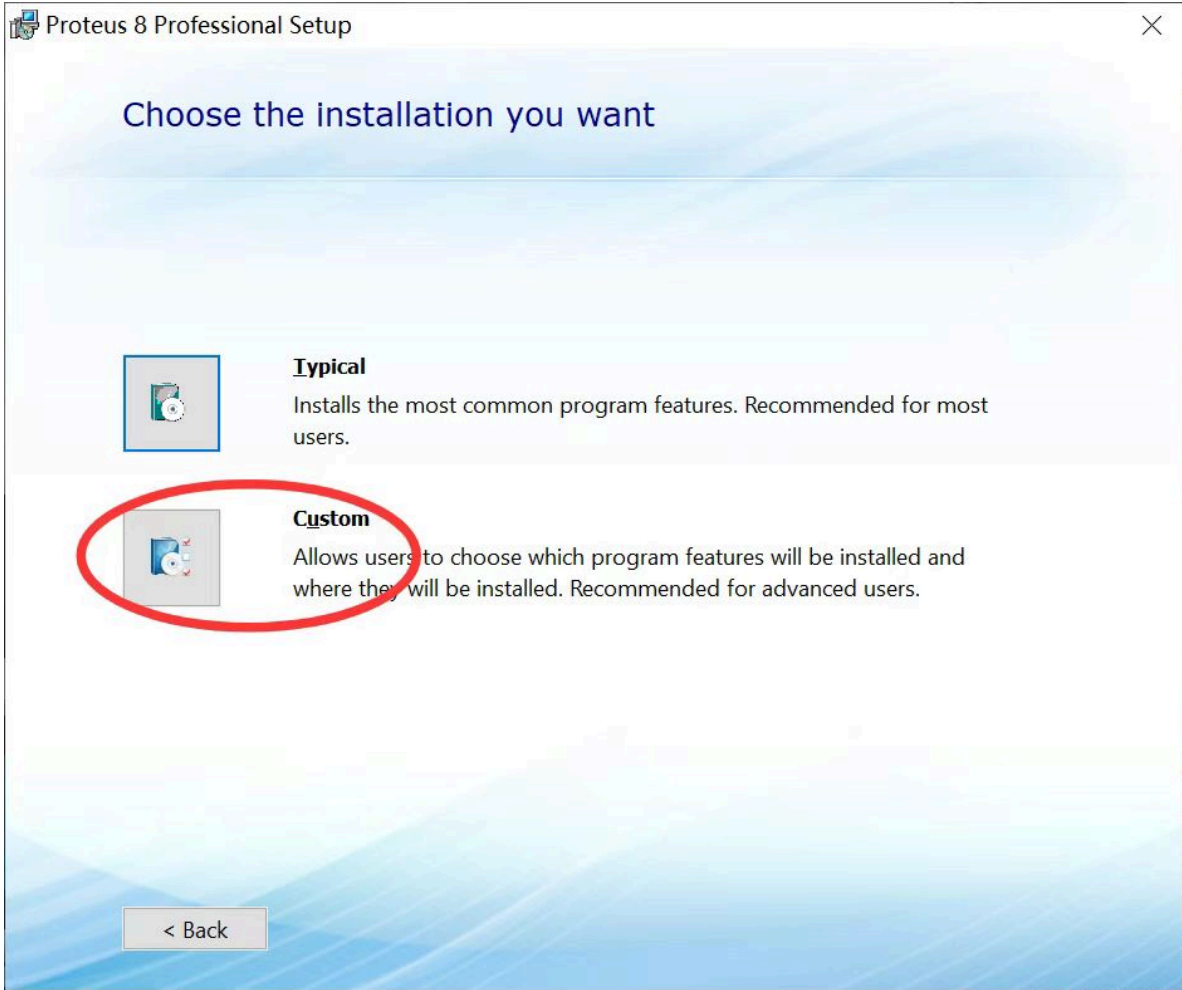 Proteus 8 Professional Setup
Choose the installation you want
Typical
Installs the most common program features. Recommended for most
users.
Custom
Allows users to choose which program features will be installed and
where they will be installed. Recommended for advanced users.
< Back